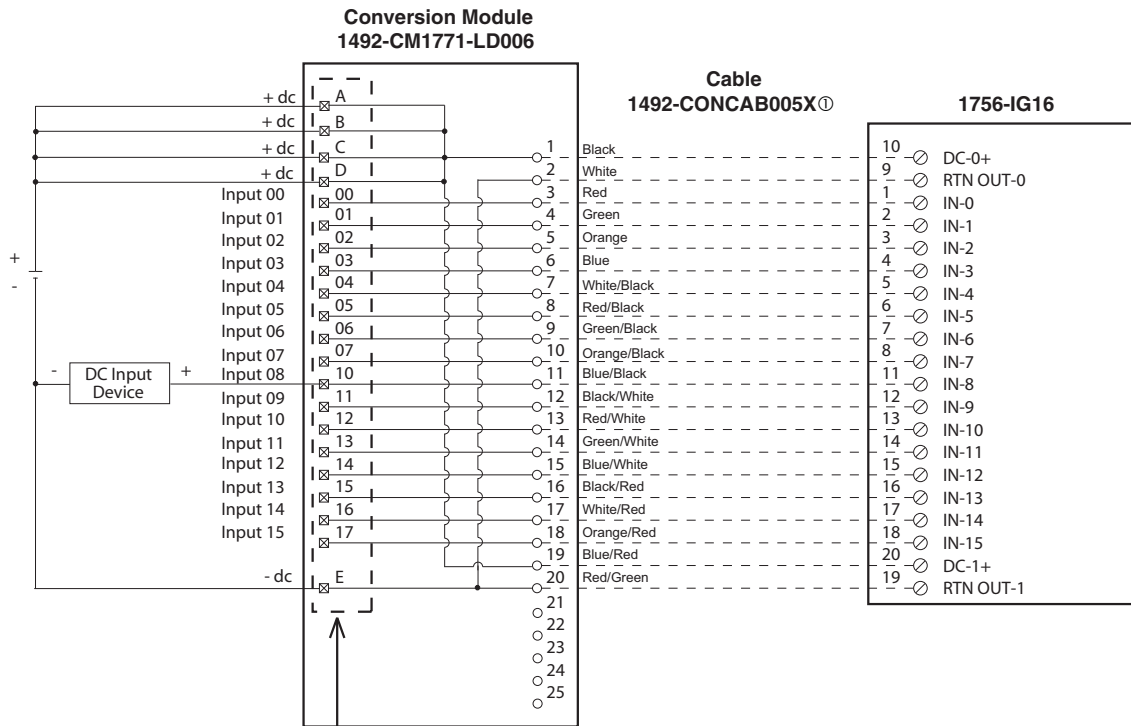 Conversion Module
1492-CM1771-LD006
Cable
1492-CONCAB005X①
1756-IG16
+ dc A
+ dc B
+ dc C
+ dc D
1 Black 10 DC-0+
2 White 9 RTN OUT-0
Input 00 00 3 Red 1 IN-0
Input 01 01 4 Green 2 IN-1
Input 02 02 5 Orange 3 IN-2
Input 03 03 6 Blue 4 IN-3
Input 04 04 7 White/Black 5 IN-4
Input 05 05 8 Red/Black 6 IN-5
Input 06 06 9 Green/Black 7 IN-6
Input 07 07 10 Orange/Black 8 IN-7
Input 08 10 11 Blue/Black 11 IN-8
Input 09 11 12 Black/White 12 IN-9
Input 10 12 13 Red/White 13 IN-10
Input 11 13 14 Green/White 14 IN-11
Input 12 14 15 Blue/White 15 IN-12
Input 13 15 16 Black/Red 16 IN-13
Input 14 16 17 White/Red 17 IN-14
Input 15 17 18 Orange/Red 18 IN-15
19 Blue/Red 20 DC-1+
- dc E 20 Red/Green 19 RTN OUT-1
21
22
23
24
25
+
-
- DC Input +
Device